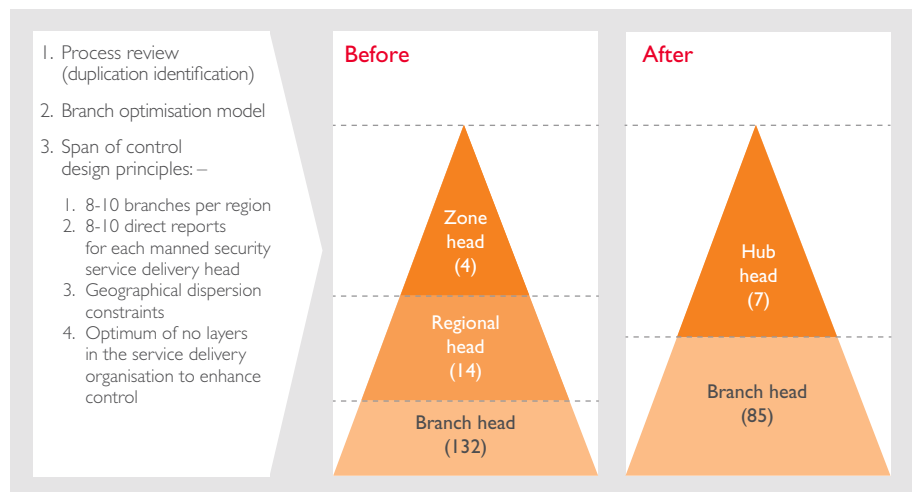 1. Process review
(duplication identification)
2. Branch optimisation model
3. Span of control
design principles: –
1. 8-10 branches per region
2. 8-10 direct reports
for each manned security
service delivery head
3. Geographical dispersion
constraints
4. Optimum of no layers
in the service delivery
organisation to enhance
control
Before
Zone
head
(4)
Regional
head
(14)
Branch head
(132)
After
Hub
head
(7)
Branch head
(85)